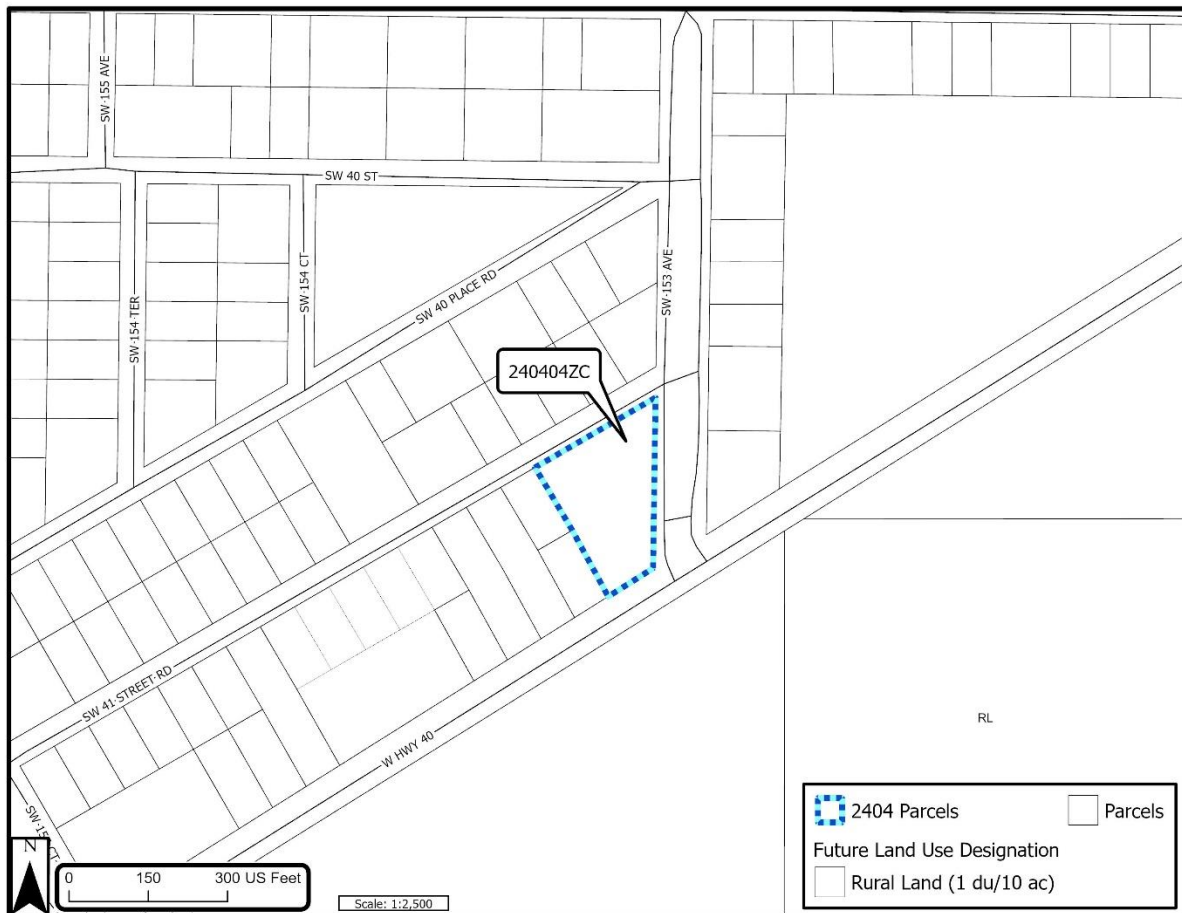 SW 155 AVE
SW 40 ST
SW 154 TER
SW 154 CT
SW 40 PLACE RD
SW 153 AVE
240404ZC
SW 41 STREET RD
W HWY 40
RL
N
0 150 300 US Feet
Scale: 1:2,500
2404 Parcels
Parcels
Future Land Use Designation
Rural Land (1 du/10 ac)